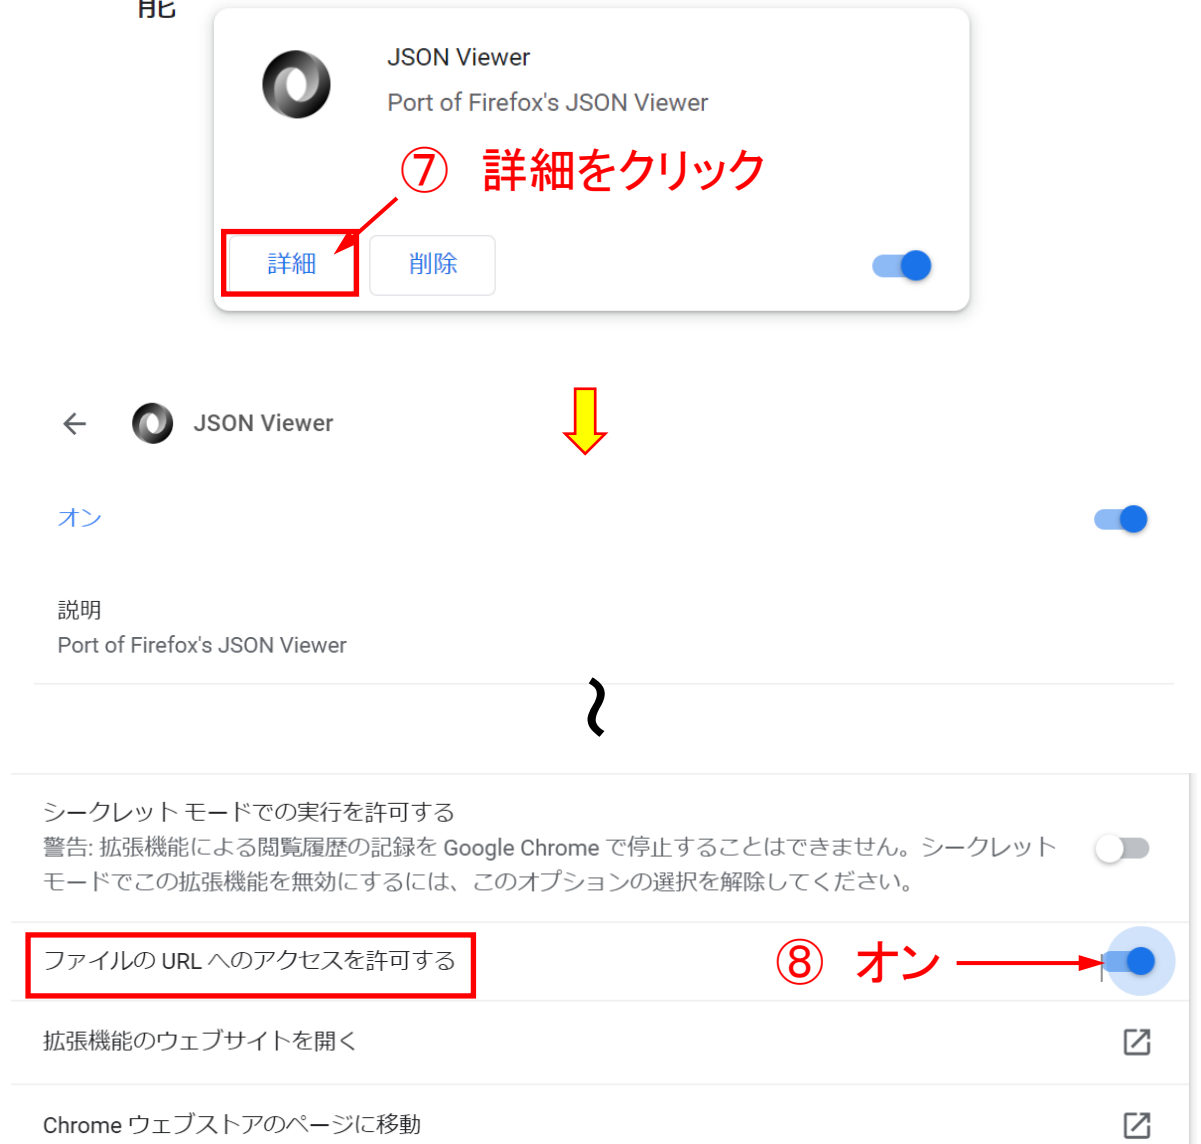 能
JSON Viewer
Port of Firefox's JSON Viewer
⑦ 詳細をクリック
詳細 削除
JSON Viewer
オン
説明
Port of Firefox's JSON Viewer
シークレット モードでの実行を許可する
警告: 拡張機能による閲覧履歴の記録を Google Chrome で停止することはできません。シークレット
モードでこの拡張機能を無効にするには、このオプションの選択を解除してください。
ファイルの URL へのアクセスを許可する
⑧ オン
拡張機能のウェブサイトを開く
Chrome ウェブストアのページに移動